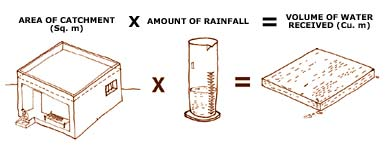 AREA OF CATCHMENT
(Sq. m)
X
AMOUNT OF RAINFALL
=
VOLUME OF WATER
RECEIVED (Cu. m)
X
=